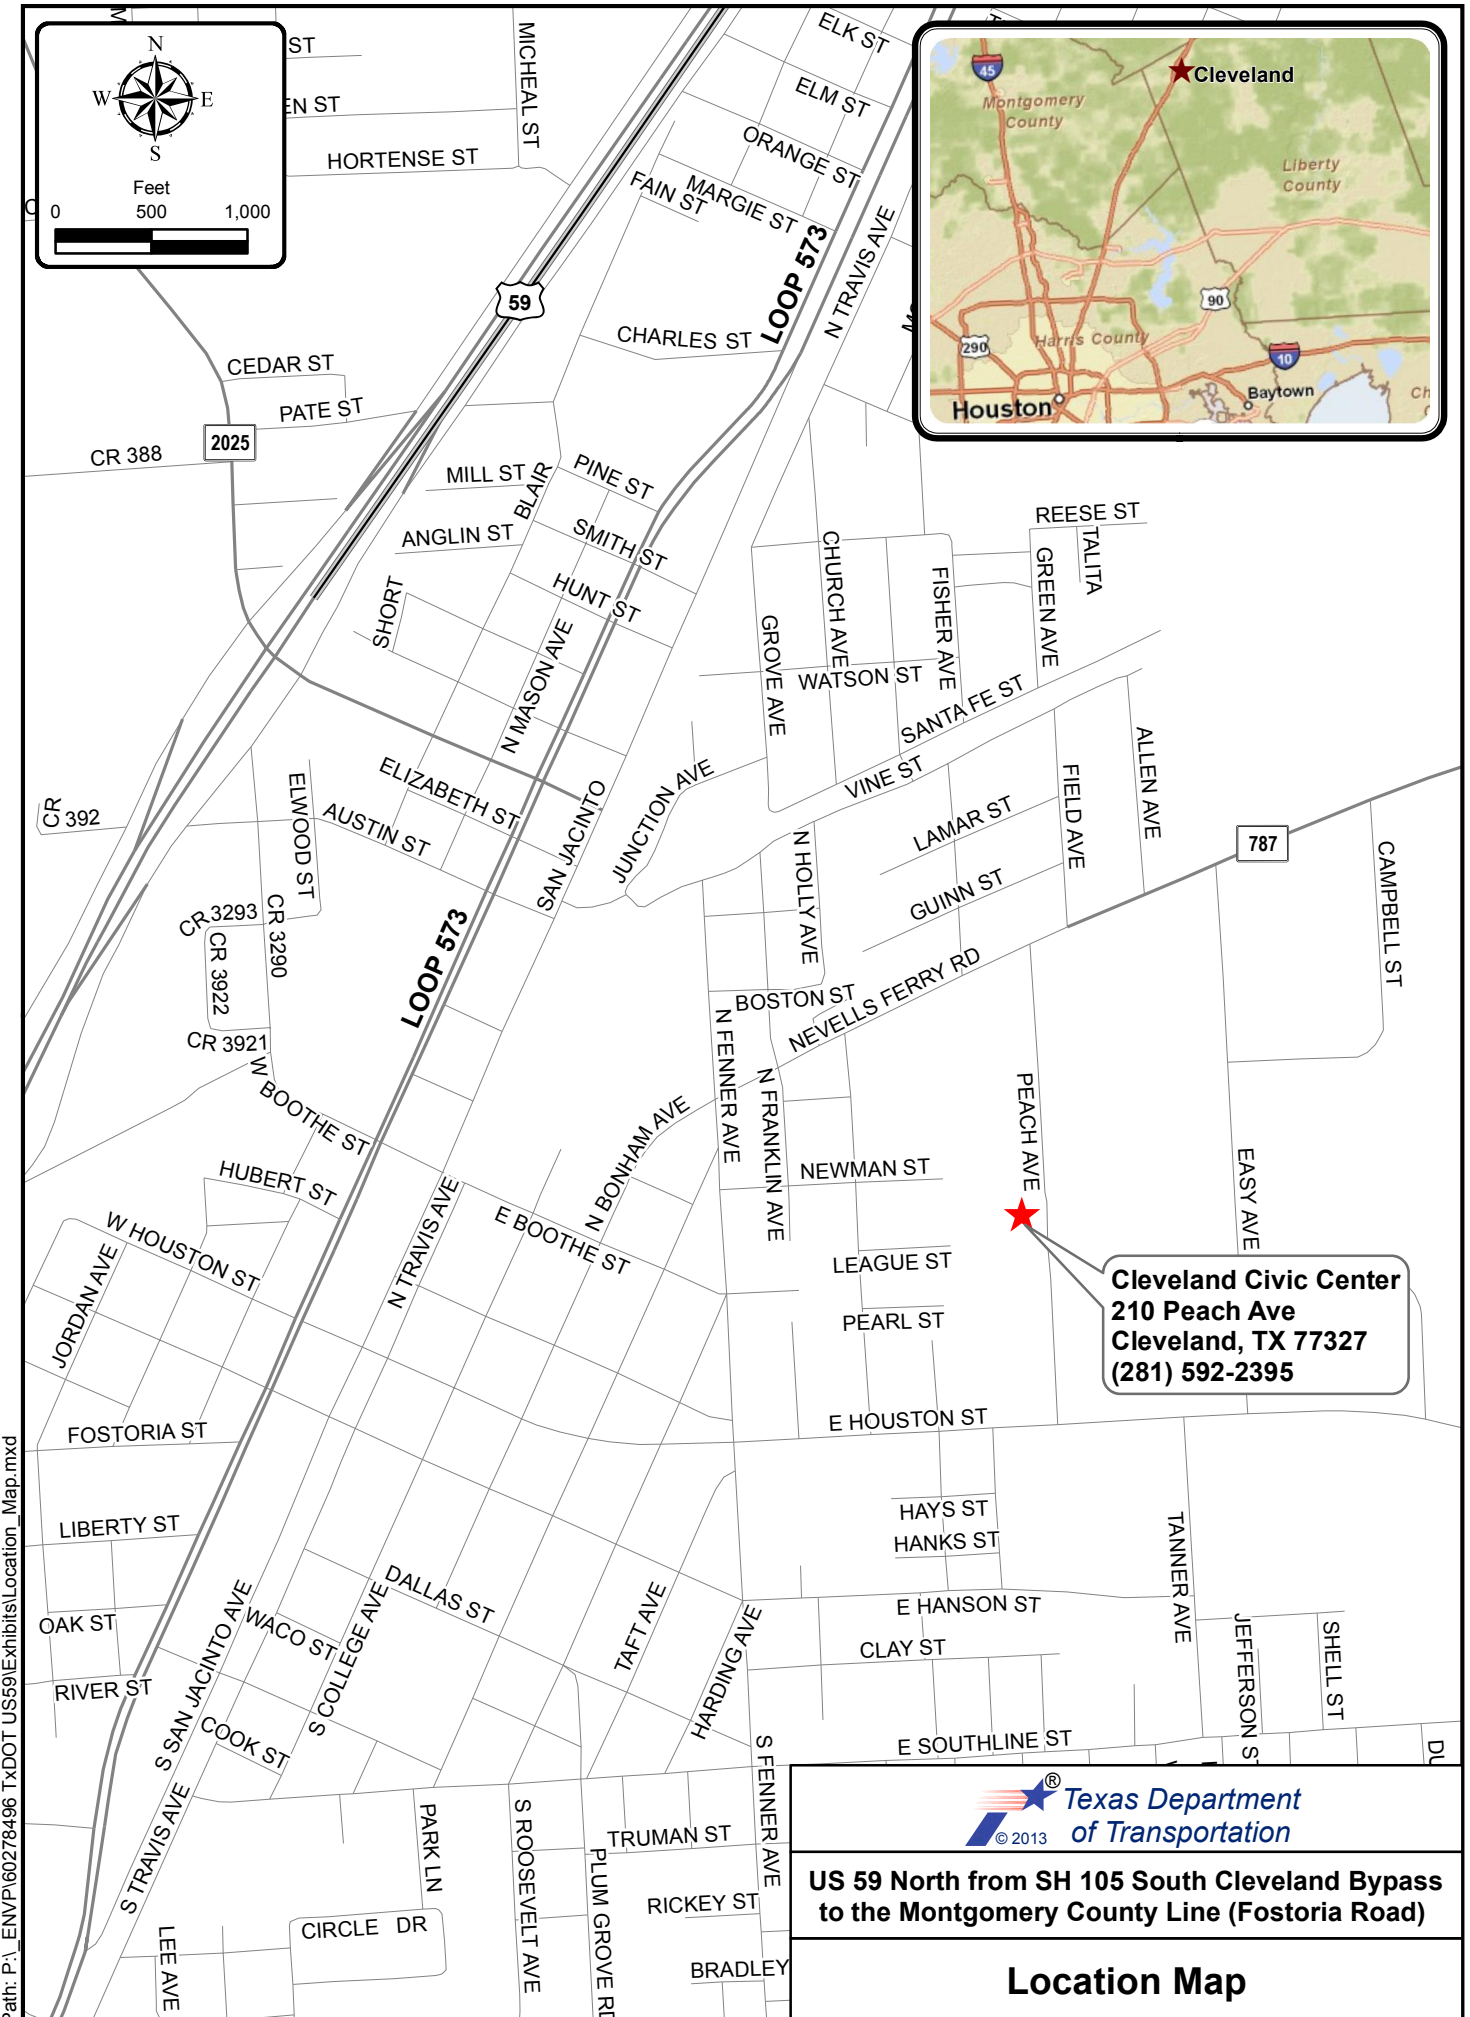 N
W E
S
Feet
0 500 1,000
ST
EN ST
HORTENSE ST
MICHEAL ST
ELK ST
ELM ST
ORANGE ST
MARGIE ST
FAIN ST
LOOP 573
N TRAVIS AVE
59
CHARLES ST
45
Cleveland
Montgomery
County
Liberty
County
90
290
Harris County
10
Baytown
Houston
Ch
CEDAR ST
PATE ST
2025
CR 388
MILL ST
BLAIR
PINE ST
ANGLIN ST
SMITH ST
HUNT ST
SHORT
N MASON AVE
REESE ST
TALITA
CHURCH AVE
FISHER AVE
GREEN AVE
GROVE AVE
WATSON ST
SANTA FE ST
VINE ST
ALLEN AVE
FIELD AVE
LAMAR ST
GUINN ST
787
CAMPBELL ST
CR
392
ELWOOD ST
ELIZABETH ST
AUSTIN ST
SAN JACINTO
JUNCTION AVE
N HOLLY AVE
CR 3293
CR 3290
CR 3922
CR 3921
LOOP 573
BOSTON ST
NEVELLS FERRY RD
N FENNER AVE
N FRANKLIN AVE
PEACH AVE
W BOOTHE ST
HUBERT ST
N BONHAM AVE
NEWMAN ST
EASY AVE
W HOUSTON ST
JORDAN AVE
N TRAVIS AVE
E BOOTHE ST
LEAGUE ST
PEARL ST
Cleveland Civic Center
210 Peach Ave
Cleveland, TX 77327
(281) 592-2395
FOSTORIA ST
E HOUSTON ST
LIBERTY ST
HAYS ST
HANKS ST
TANNER AVE
OAK ST
S SAN JACINTO AVE
WACO ST
S COLLEGE AVE
DALLAS ST
TAFT AVE
HARDING AVE
E HANSON ST
CLAY ST
JEFFERSON ST
SHELL ST
RIVER ST
COOK ST
E SOUTHLINE ST
DU
S TRAVIS AVE
PARK LN
S ROOSEVELT AVE
PLUM GROVE RD
TRUMAN ST
S FENNER AVE
RICKEY ST
CIRCLE DR
LEE AVE
BRADLEY
® Texas Department
© 2013 of Transportation
US 59 North from SH 105 South Cleveland Bypass
to the Montgomery County Line (Fostoria Road)
Location Map
Path: P:\_ENVP\60278496 TxDOT US59\Exhibits\Location_Map.mxd